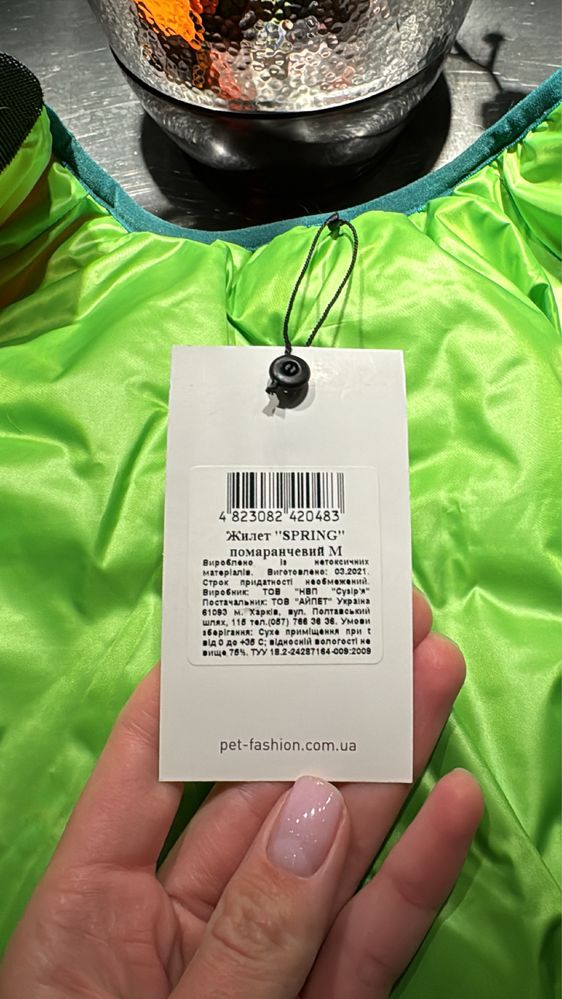 4 823082 420483
Жилет "SPRING"
помаранчевий М
Вироблено із нетоксичних
матеріалів. Виготовлено: 03.2021.
Строк придатності необмежений.
Виробник: ТОВ "НВП "Сузір'я"
Постачальник: ТОВ "АЙПЕТ" Україна
61093 м. Харків, вул. Полтавський
шлях, 115 тел.(057) 766 36 36. Умови
зберігання: Сухе приміщення при t
від 0 до +35 С; відносній вологості не
вище 75%. ТУУ 18.2-24287164-009:2009
pet-fashion.com.ua